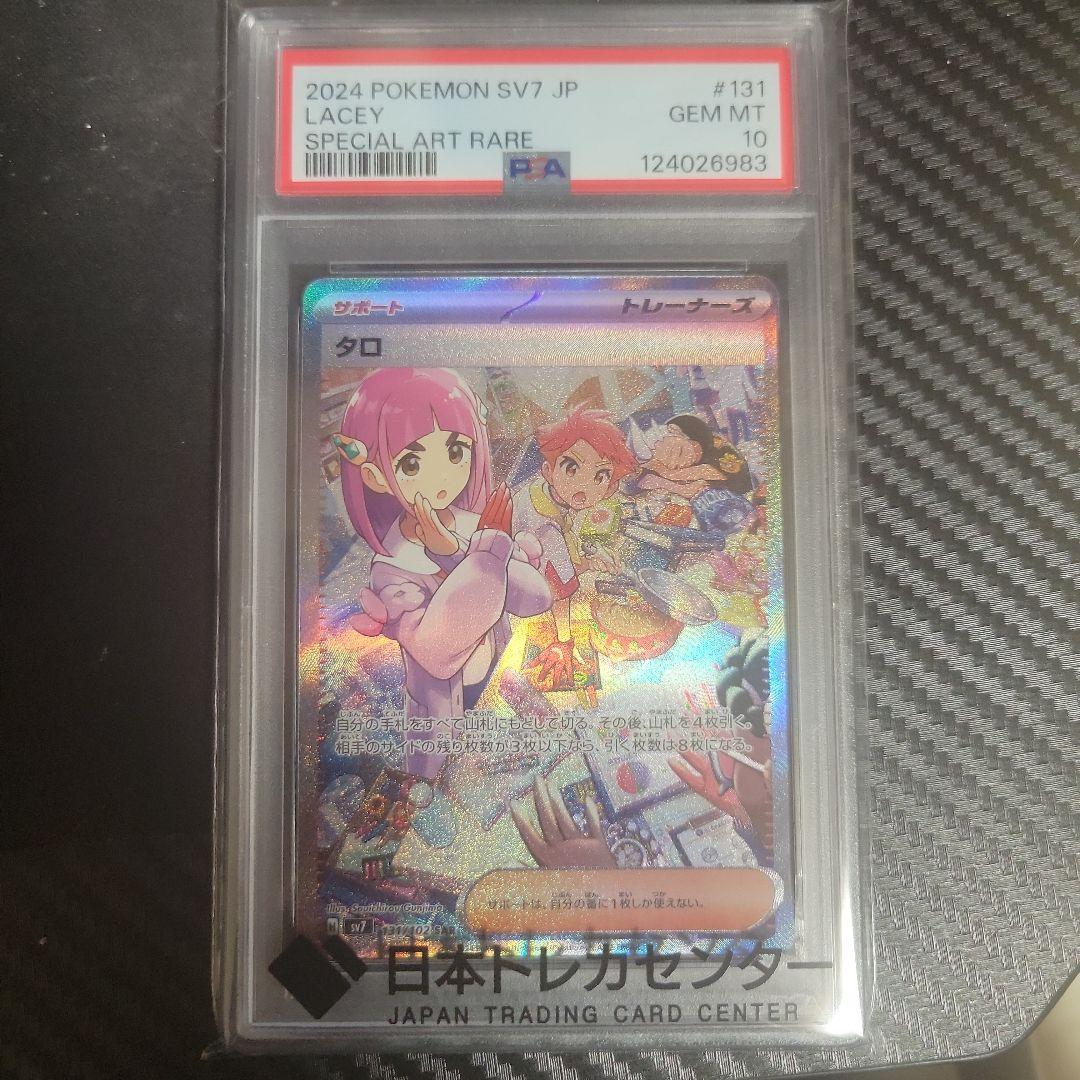 2024 POKEMON SV7 JP #131
LACEY GEM MT
SPECIAL ART RARE 10
PSA 124026983
サポート トレーナーズ
タロ
自分の手札をすべて山札にもどして切る。その後、山札を4枚引く。
相手のサイドの残り枚数が3枚以下なら、引く枚数は8枚になる。
サポートは、自分の番に1枚しか使えない。
Illus. Souichirou Gunjima
H sv7 131/102 SAR
日本トレカセンター
JAPAN TRADING CARD CENTER